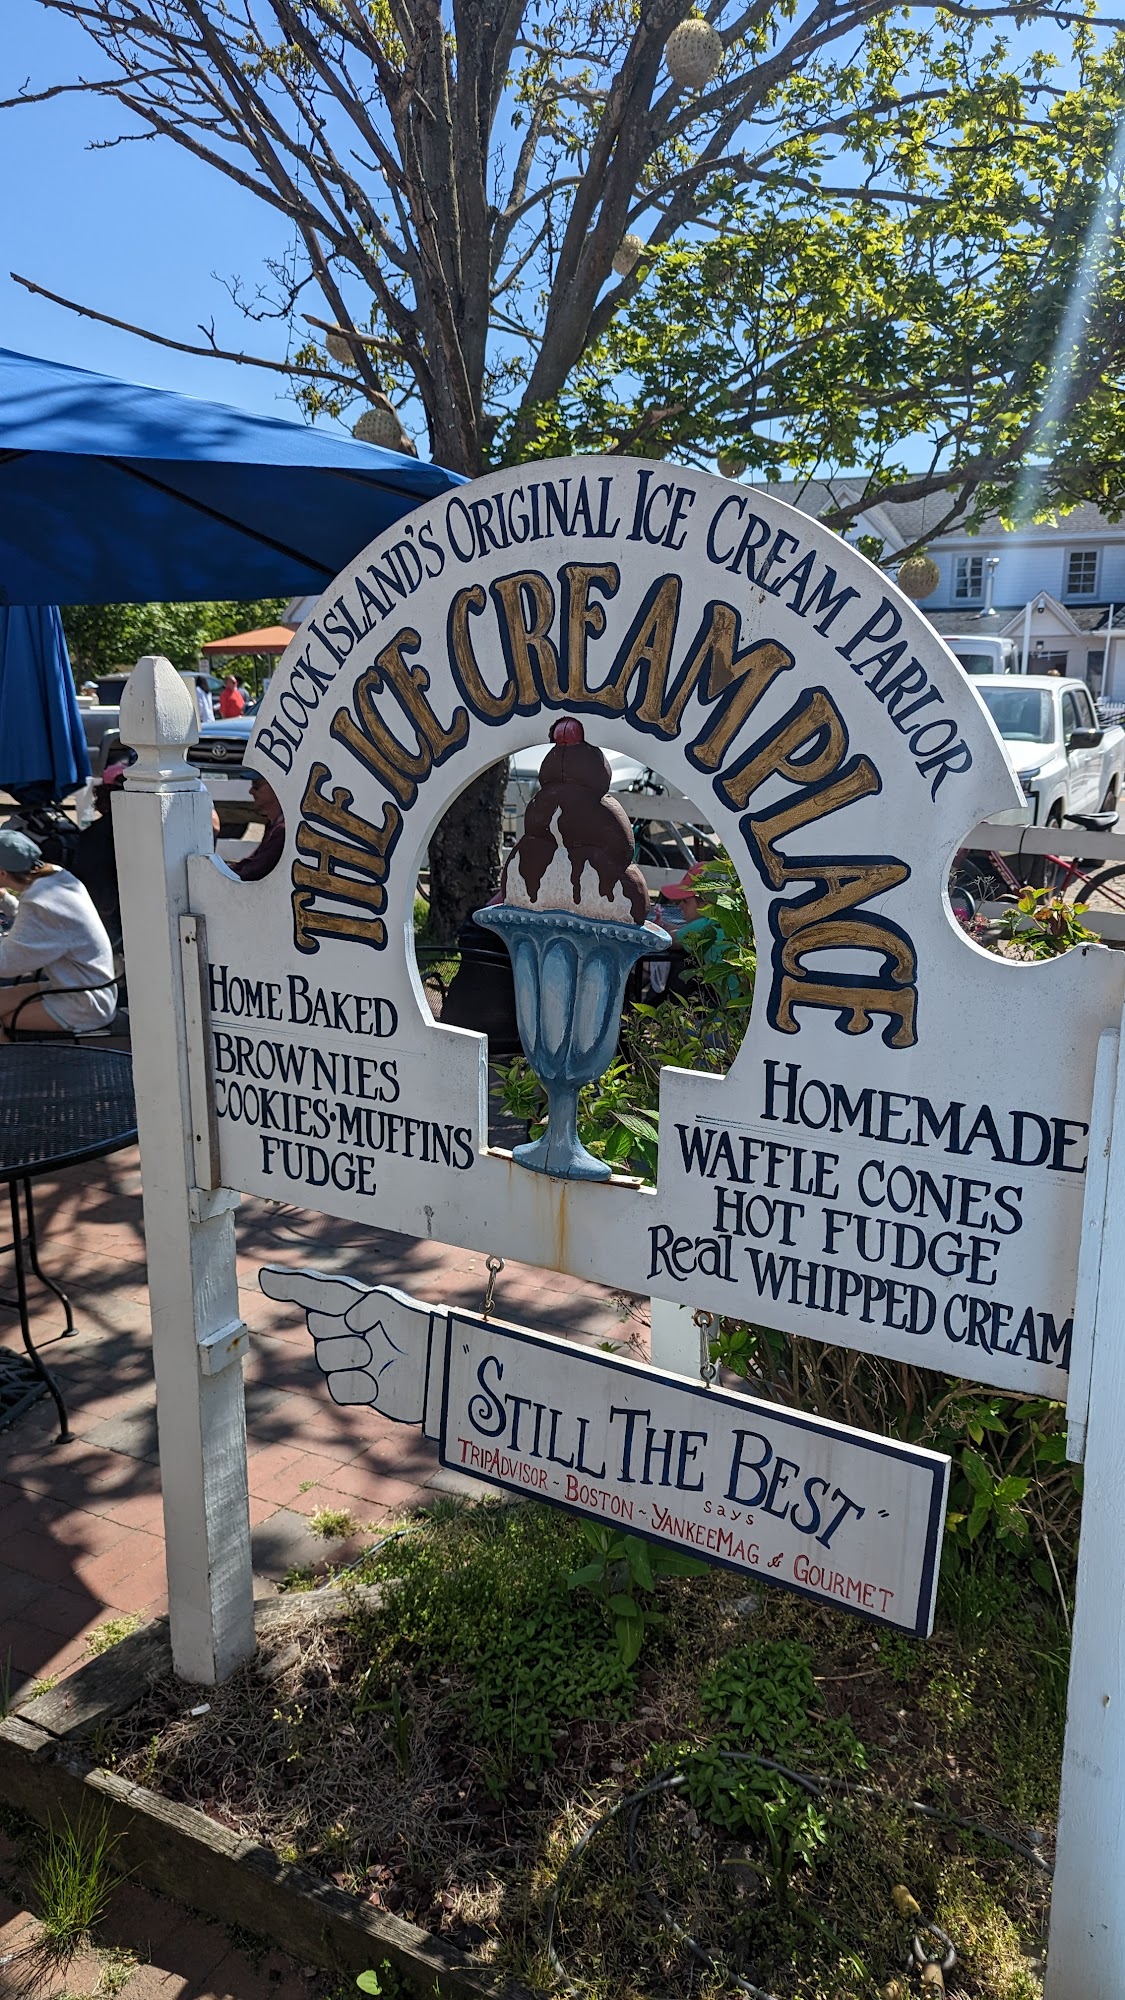 BLOCK ISLAND'S ORIGINAL ICE CREAM PARLOR
THE ICE CREAM PLACE
HOME BAKED
BROWNIES
COOKIES·MUFFINS
FUDGE
HOMEMADE
WAFFLE CONES
HOT FUDGE
Real WHIPPED CREAM
"STILL THE BEST"
says
TRIPADVISOR ~ BOSTON ~ YANKEEMAG & GOURMET